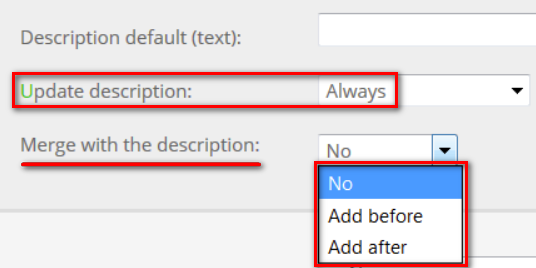 Description default (text):
Update description: Always
Merge with the description: No
No
Add before
Add after